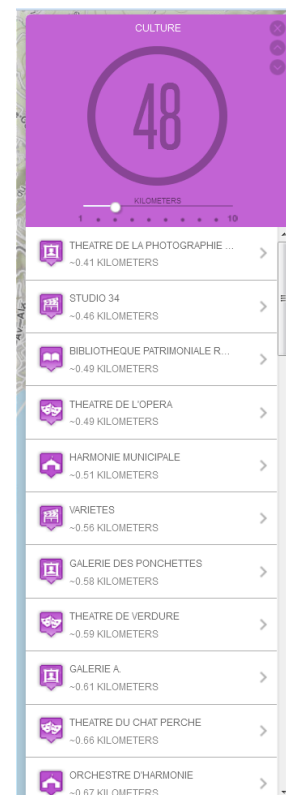 CULTURE
48
KILOMETERS
1 10
THEATRE DE LA PHOTOGRAPHIE ...
~0.41 KILOMETERS
STUDIO 34
~0.46 KILOMETERS
BIBLIOTHEQUE PATRIMONIALE R...
~0.49 KILOMETERS
THEATRE DE L'OPERA
~0.49 KILOMETERS
HARMONIE MUNICIPALE
~0.51 KILOMETERS
VARIETES
~0.56 KILOMETERS
GALERIE DES PONCHETTES
~0.58 KILOMETERS
THEATRE DE VERDURE
~0.59 KILOMETERS
GALERIE A.
~0.61 KILOMETERS
THEATRE DU CHAT PERCHE
~0.66 KILOMETERS
ORCHESTRE D'HARMONIE
~0.67 KILOMETERS